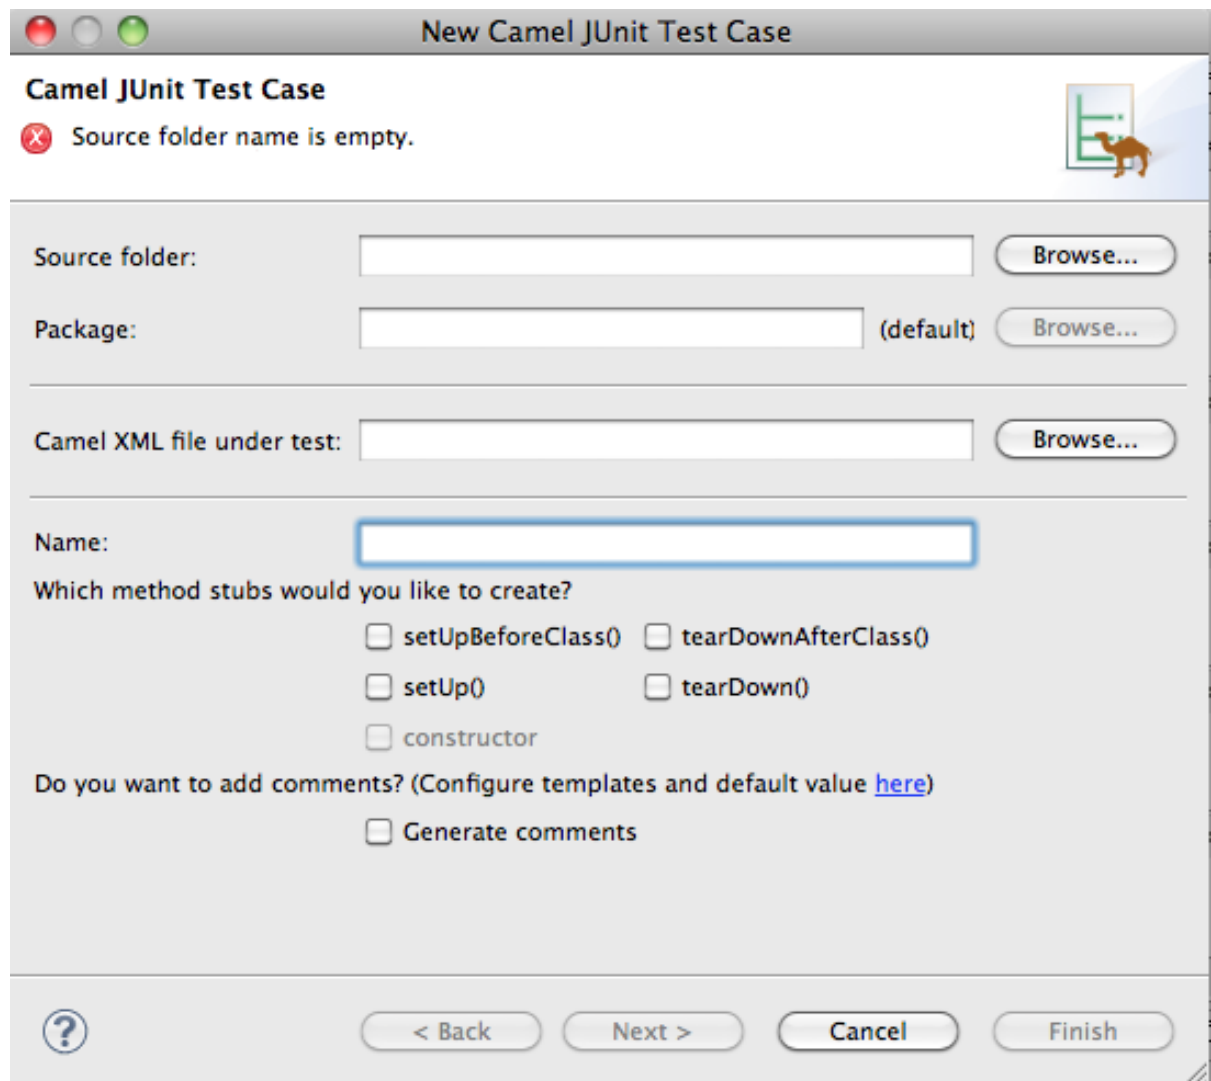 New Camel JUnit Test Case
Camel JUnit Test Case
Source folder name is empty.
Source folder: Browse...
Package: (default) Browse...
Camel XML file under test: Browse...
Name:
Which method stubs would you like to create?
setUpBeforeClass() tearDownAfterClass()
setUp() tearDown()
constructor
Do you want to add comments? (Configure templates and default value here)
Generate comments
? < Back Next > Cancel Finish